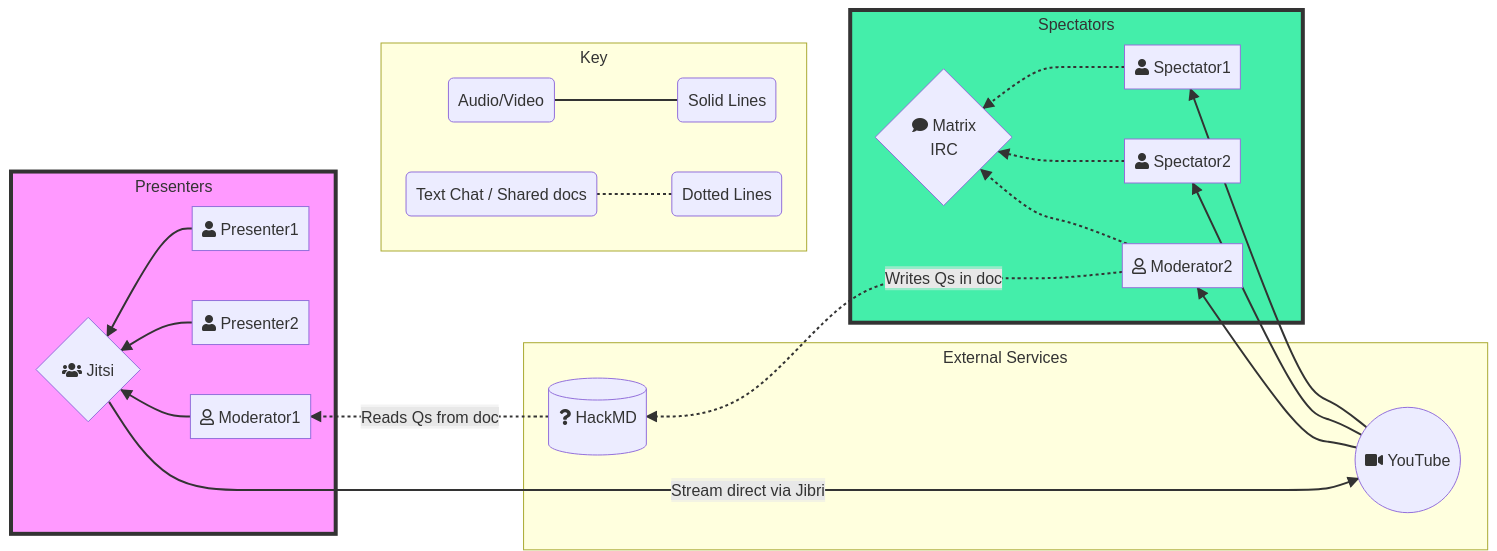 Presenters
Presenter1
Presenter2
Jitsi
Moderator1
Key
Audio/Video
Solid Lines
Text Chat / Shared docs
Dotted Lines
Spectators
Spectator1
Matrix
IRC
Spectator2
Moderator2
Writes Qs in doc
External Services
Reads Qs from doc
? HackMD
YouTube
Stream direct via Jibri